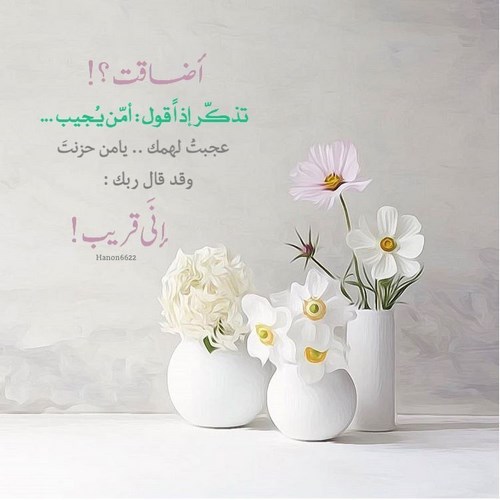 أضاقت؟!
تذكّر إذاً قول: أمّن يُجيب ...
عجبتُ لهمك .. يامن حزنتَ
وقد قال ربك :
إنَي قريب !
Hanon6622